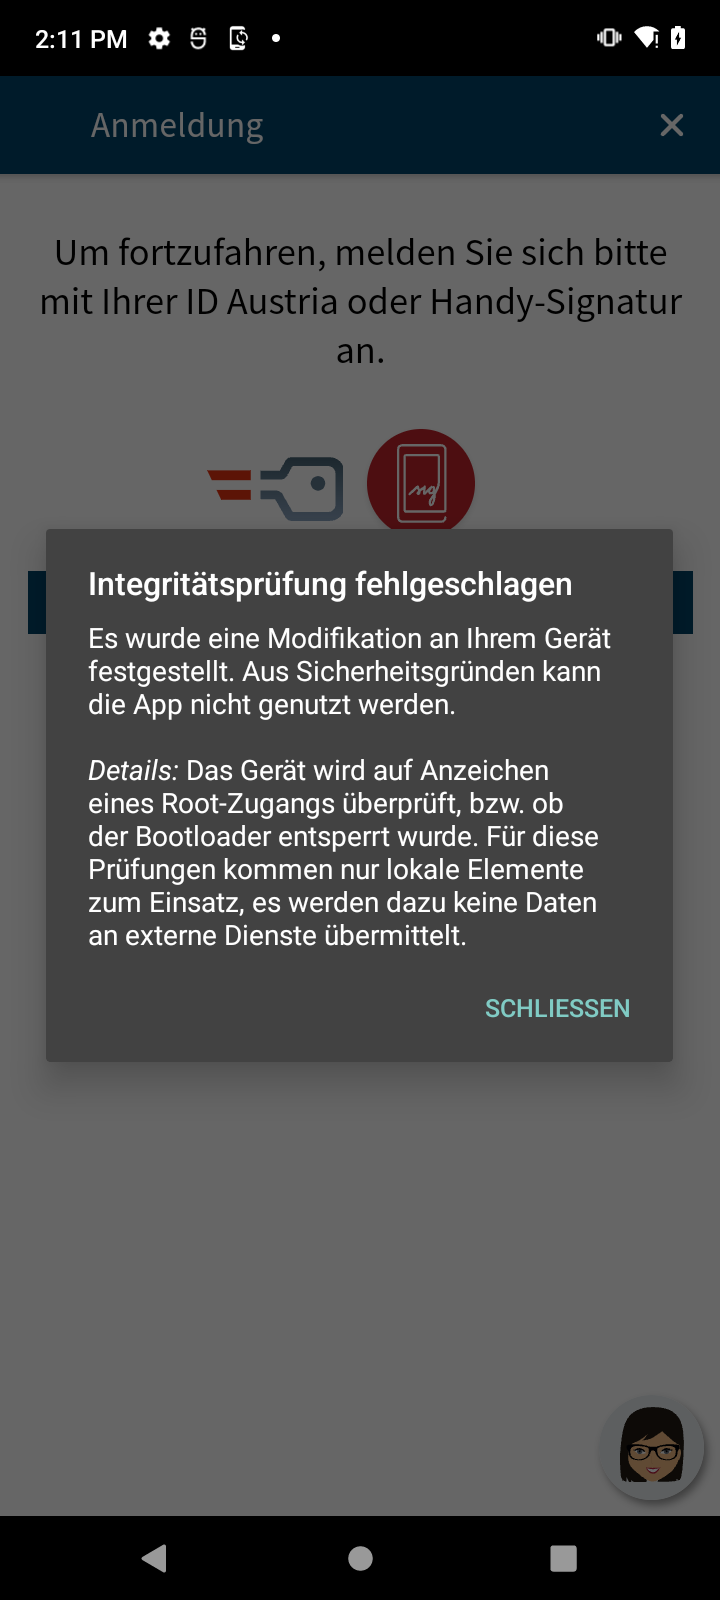 2:11 PM
Anmeldung
Um fortzufahren, melden Sie sich bitte
mit Ihrer ID Austria oder Handy-Signatur
an.
Integritätsprüfung fehlgeschlagen
Es wurde eine Modifikation an Ihrem Gerät
festgestellt. Aus Sicherheitsgründen kann
die App nicht genutzt werden.
Details: Das Gerät wird auf Anzeichen
eines Root-Zugangs überprüft, bzw. ob
der Bootloader entsperrt wurde. Für diese
Prüfungen kommen nur lokale Elemente
zum Einsatz, es werden dazu keine Daten
an externe Dienste übermittelt.
SCHLIESSEN